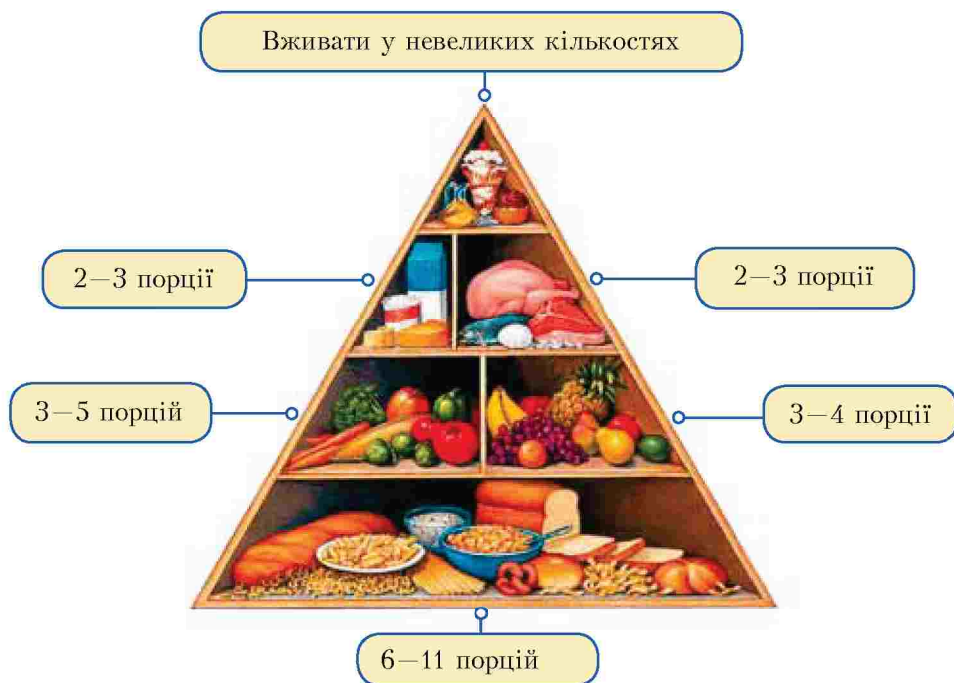 Вживати у невеликих кількостях
2—3 порції
2—3 порції
3—5 порцій
3—4 порції
6—11 порцій